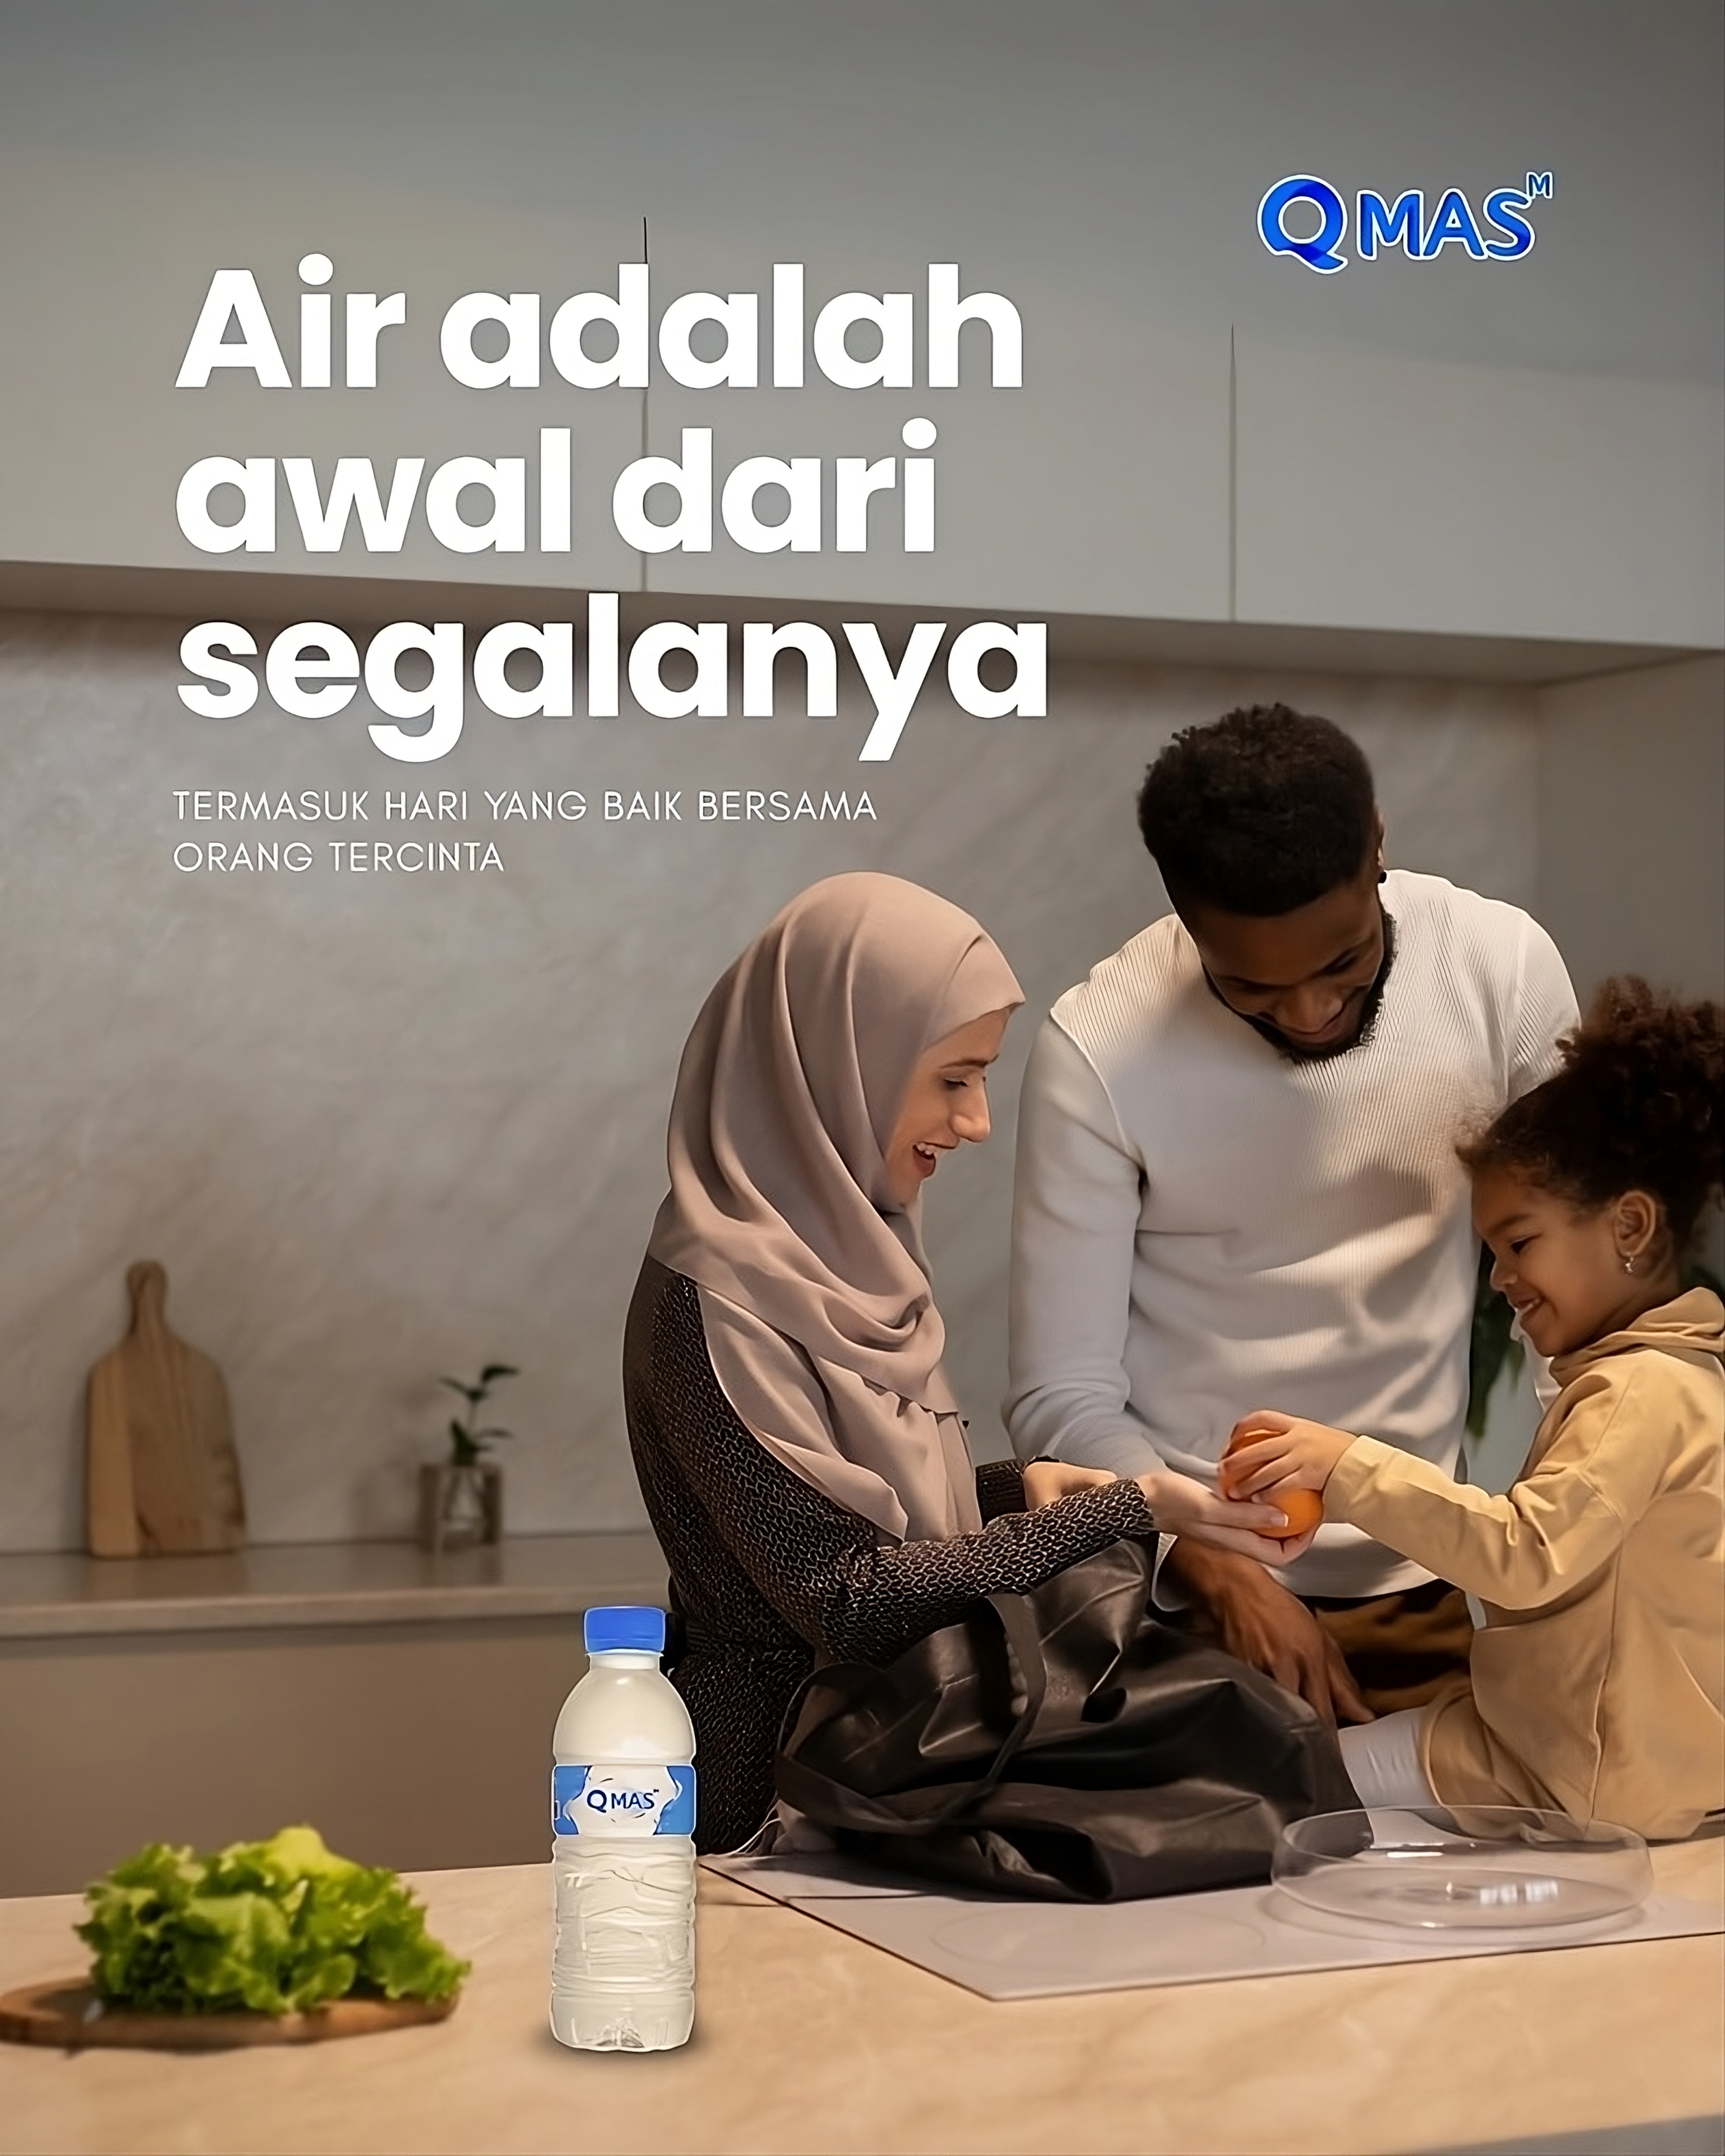 QMAS M
Air adalah
awal dari
segalanya
TERMASUK HARI YANG BAIK BERSAMA
ORANG TERCINTA
QMAS